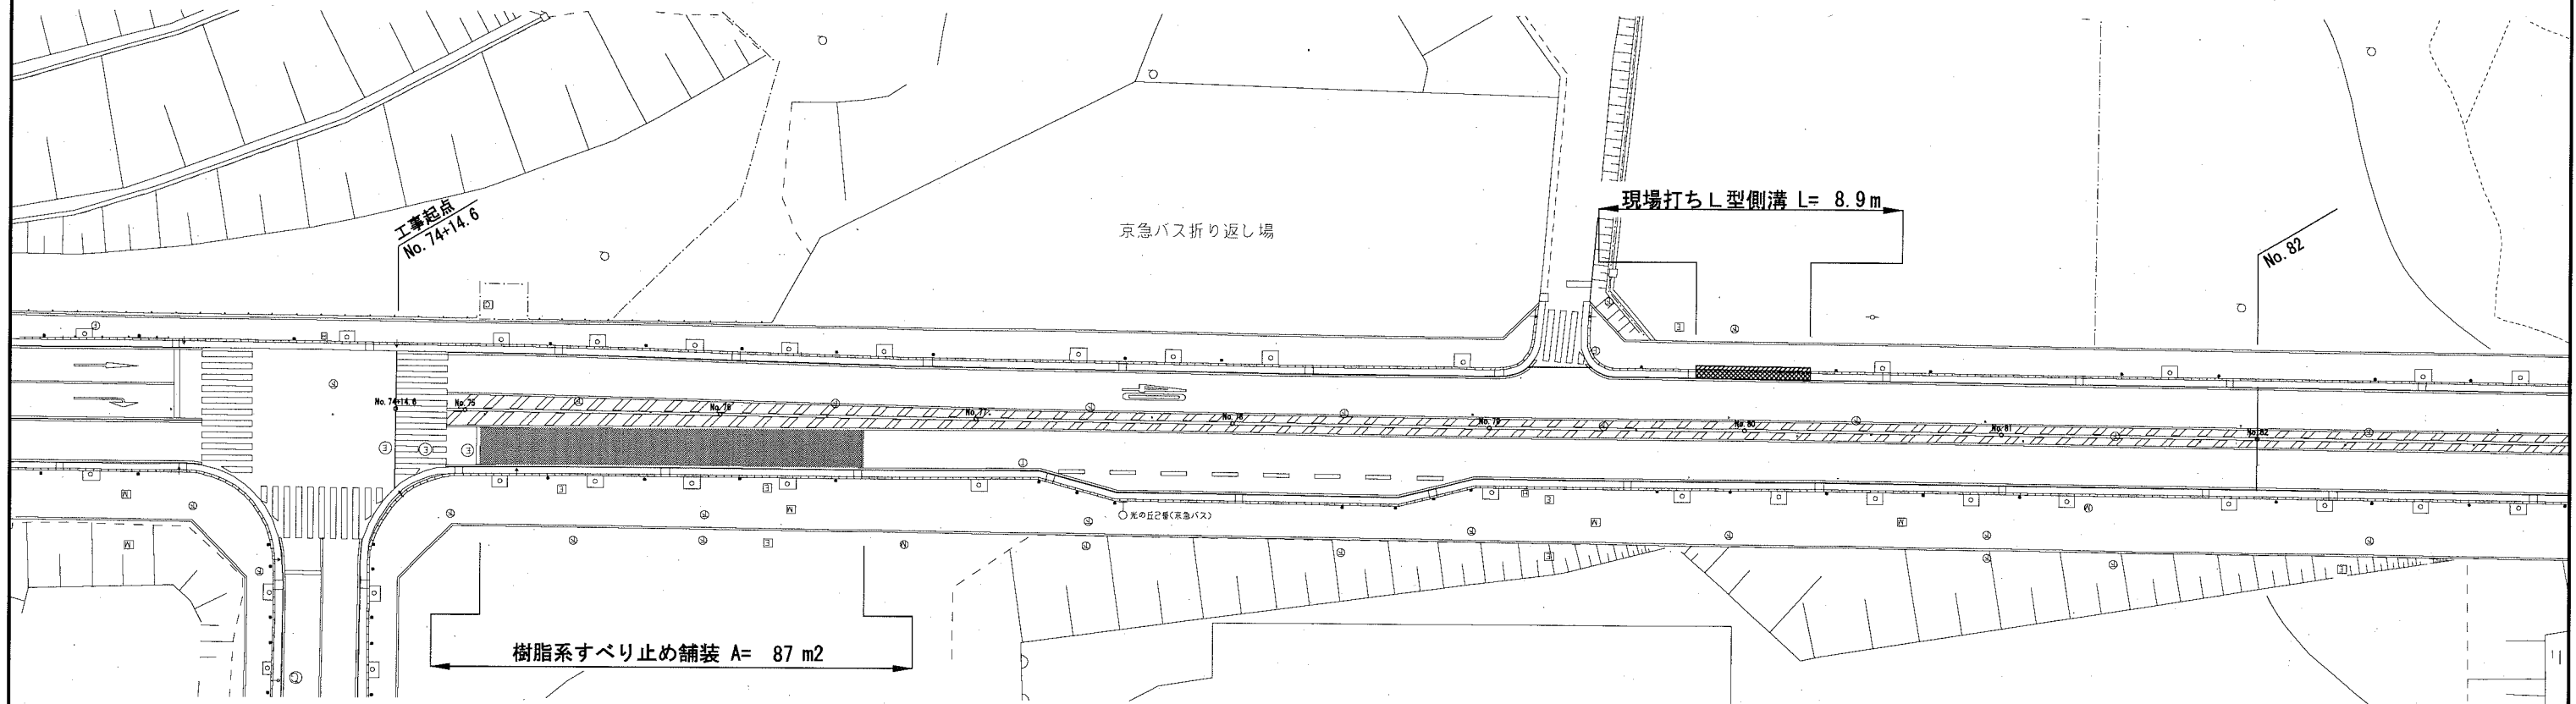 工事起点
No. 74+14.6
京急バス折り返し場
現場打ちL型側溝 L= 8.9m
No. 82
No. 74+14.6
No. 75
No. 76
No. 77
No. 78
No. 79
No. 80
No. 81
No. 82
光の丘2番(京急バス)
樹脂系すべり止め舗装 A= 87 m2